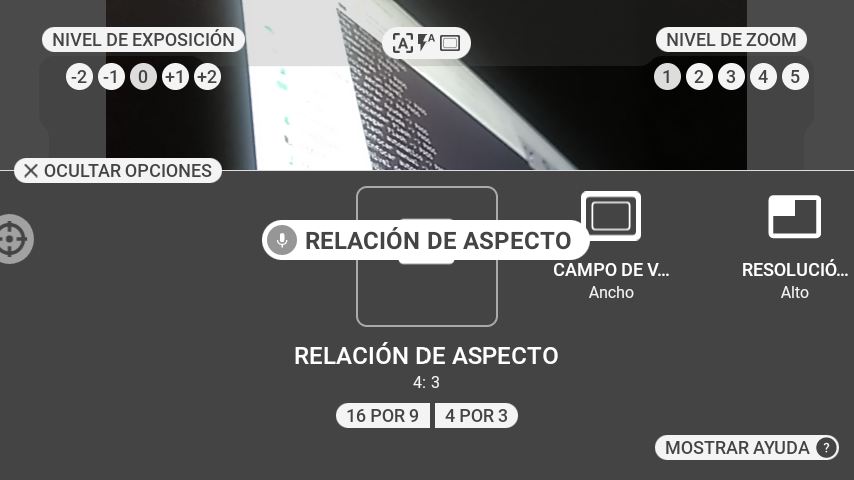 NIVEL DE EXPOSICIÓN
-2 -1 0 +1 +2
A
A
NIVEL DE ZOOM
1 2 3 4 5
OCULTAR OPCIONES
RELACIÓN DE ASPECTO
CAMPO DE V...
Ancho
RESOLUCIÓ...
Alto
RELACIÓN DE ASPECTO
4: 3
16 POR 9
4 POR 3
MOSTRAR AYUDA ?